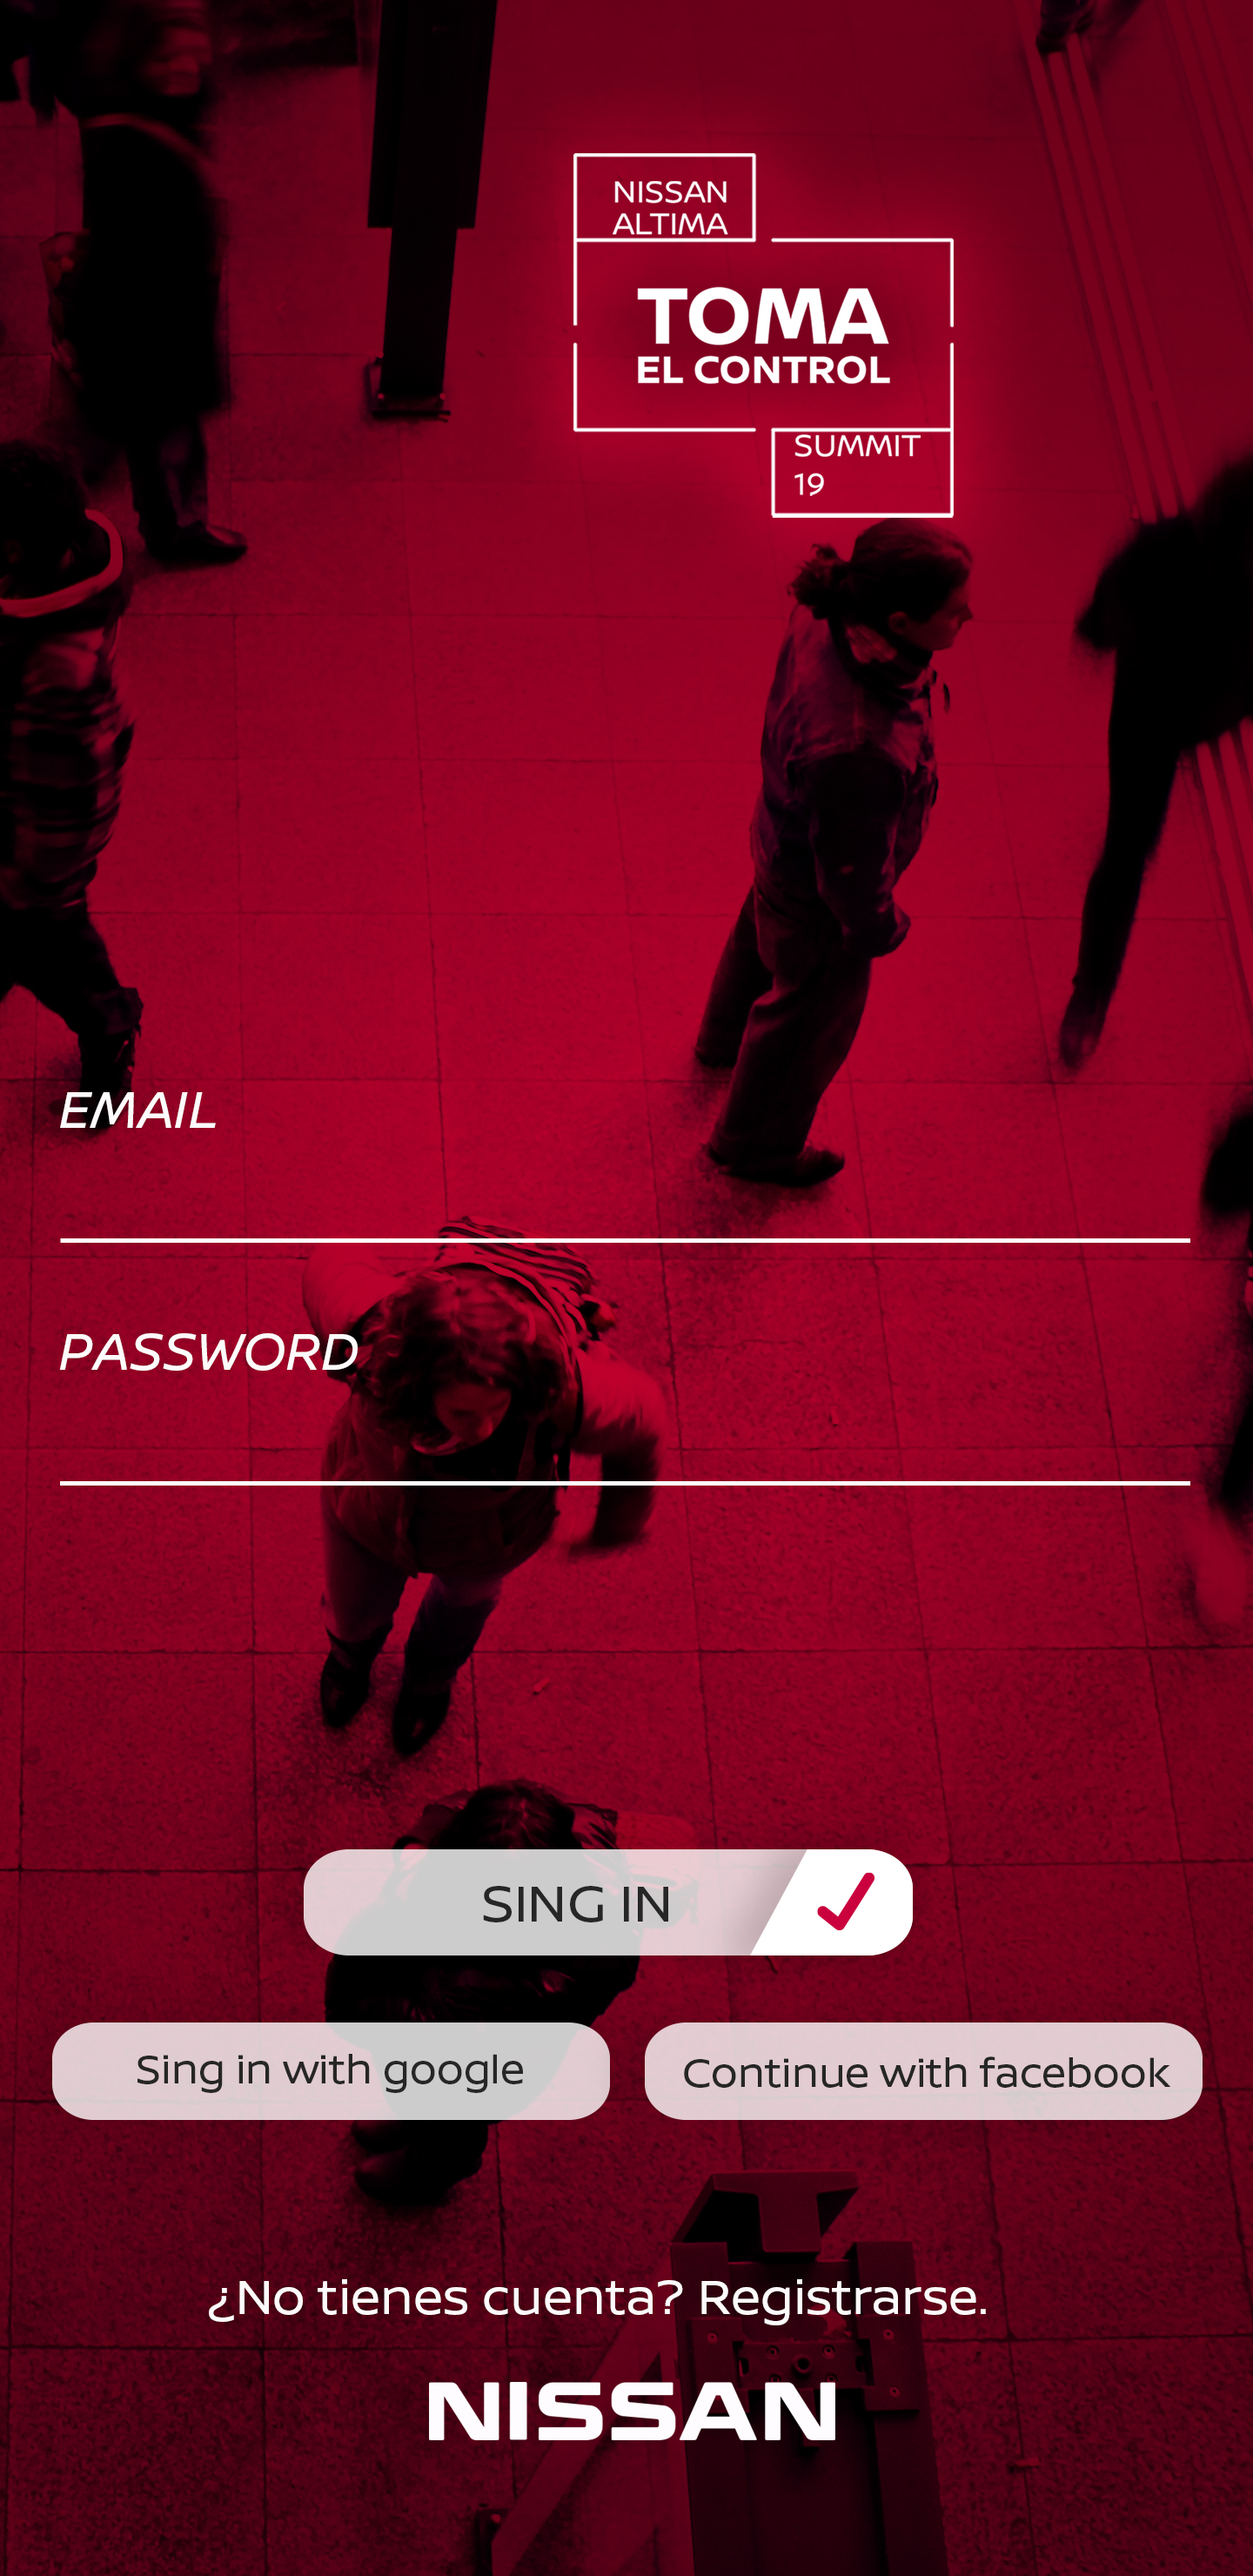 NISSAN
ALTIMA
TOMA
EL CONTROL
SUMMIT
19
EMAIL
PASSWORD
SING IN
Sing in with google
Continue with facebook
¿No tienes cuenta? Registrarse.
NISSAN